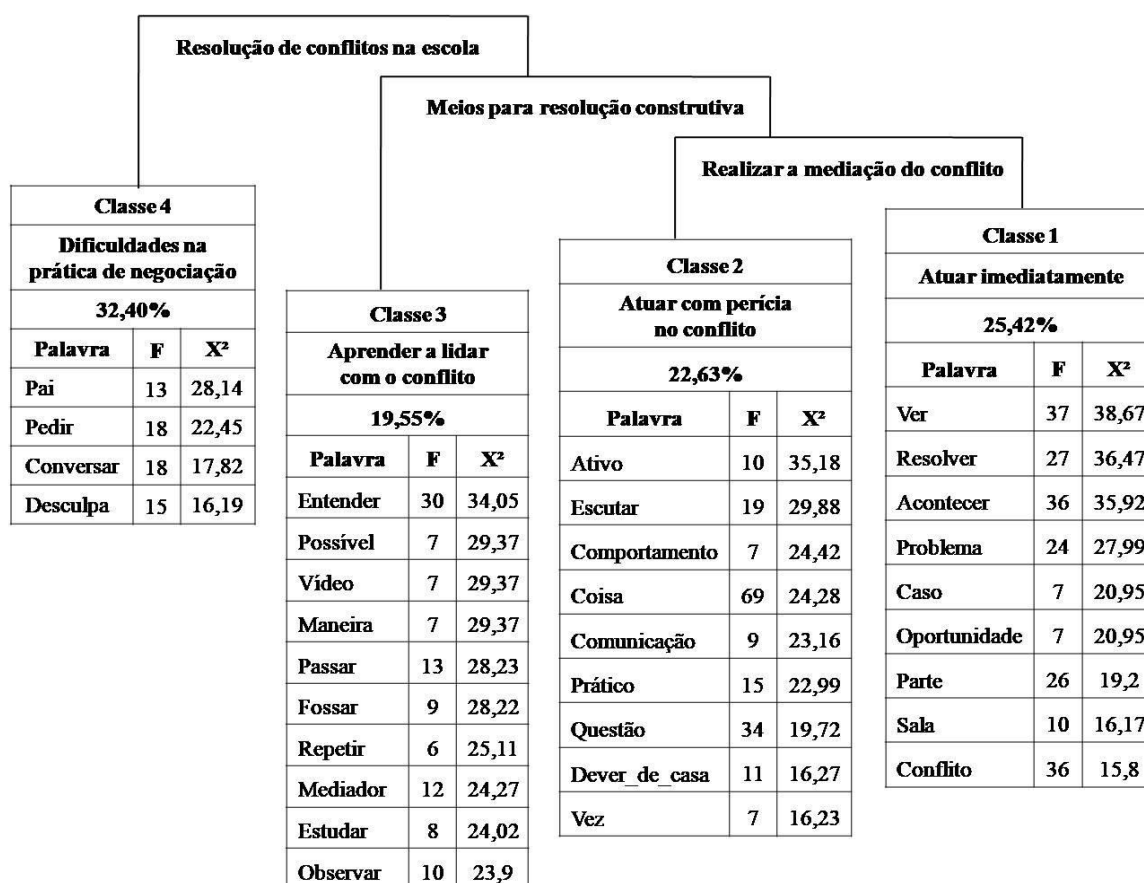 Resolução de conflitos na escola
Meios para resolução construtiva
Realizar a mediação do conflito
Classe 4
Dificuldades na
prática de negociação
32,40%
Palavra F X²
Pai 13 28,14
Pedir 18 22,45
Conversar 18 17,82
Desculpa 15 16,19
Classe 3
Aprender a lidar
com o conflito
19,55%
Palavra F X²
Entender 30 34,05
Possível 7 29,37
Vídeo 7 29,37
Maneira 7 29,37
Passar 13 28,23
Fossar 9 28,22
Repetir 6 25,11
Mediador 12 24,27
Estudar 8 24,02
Observar 10 23,9
Classe 2
Atuar com perícia
no conflito
22,63%
Palavra F X²
Ativo 10 35,18
Escutar 19 29,88
Comportamento 7 24,42
Coisa 69 24,28
Comunicação 9 23,16
Prático 15 22,99
Questão 34 19,72
Dever_de_casa 11 16,27
Vez 7 16,23
Classe 1
Atuar imediatamente
25,42%
Palavra F X²
Ver 37 38,67
Resolver 27 36,47
Acontecer 36 35,92
Problema 24 27,99
Caso 7 20,95
Oportunidade 7 20,95
Parte 26 19,2
Sala 10 16,17
Conflito 36 15,8